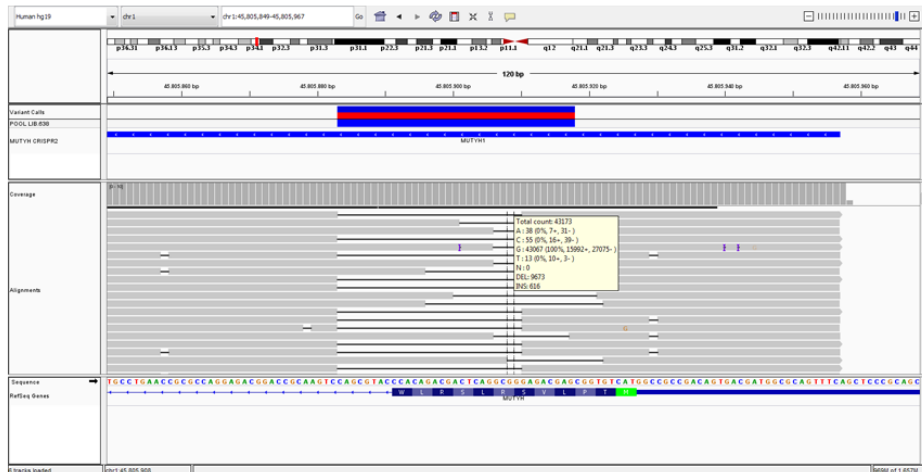 Human hg19 chr1 chr1:45,805,849-45,805,967 Go
p36.31 p36.13 p35.3 p34.3 p34.1 p32.3 p31.3 p31.1 p22.3 p21.3 p21.1 p13.2 p11.1 q12 q21.1 q21.3 q23.3 q24.3 q25.3 q31.2 q32.1 q32.3 q42.11 q42.2 q43 q44
120 bp
45,805,860 bp 45,805,880 bp 45,805,900 bp 45,805,920 bp 45,805,940 bp 45,805,960 bp
Variant Calls
POOL LIB.638
MUTYH CRISPR2
MUTYH1
Coverage
Total count: 43173
A : 38 (0%, 7+, 31- )
C : 55 (0%, 16+, 39- )
G : 43067 (100%, 15992+, 27075- )
T : 13 (0%, 10+, 3- )
N : 0
DEL: 9673
INS: 616
G
Alignments
Sequence TGCCTGAACCGCGCCAGGAGACGGACCGCAAGTCCAGCGTACCCACAGACGACTCAGGCGGGAGACGAGCGGTGTCATGGCCGCCGACAGTGACGATGGCGCAGTTTCAGCTCCCGCAGC
RefSeq Genes W L R S L R S V L P T M
MUTYH
6 tracks loaded chr1:45,805,908